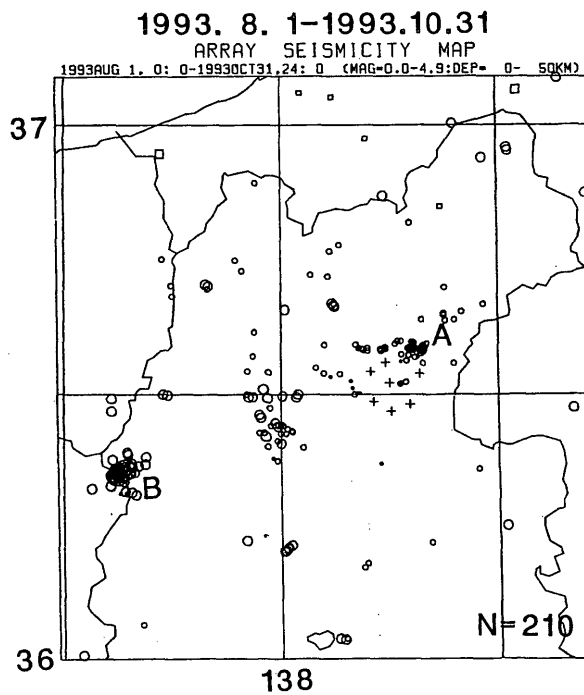 1993. 8. 1-1993.10.31
ARRAY SEISMICITY MAP
1993AUG 1, 0: 0-1993OCT31,24: 0 (MAG=0.0-4.9:DEP= 0- 50KM)
37
A
B
N=210
36
138